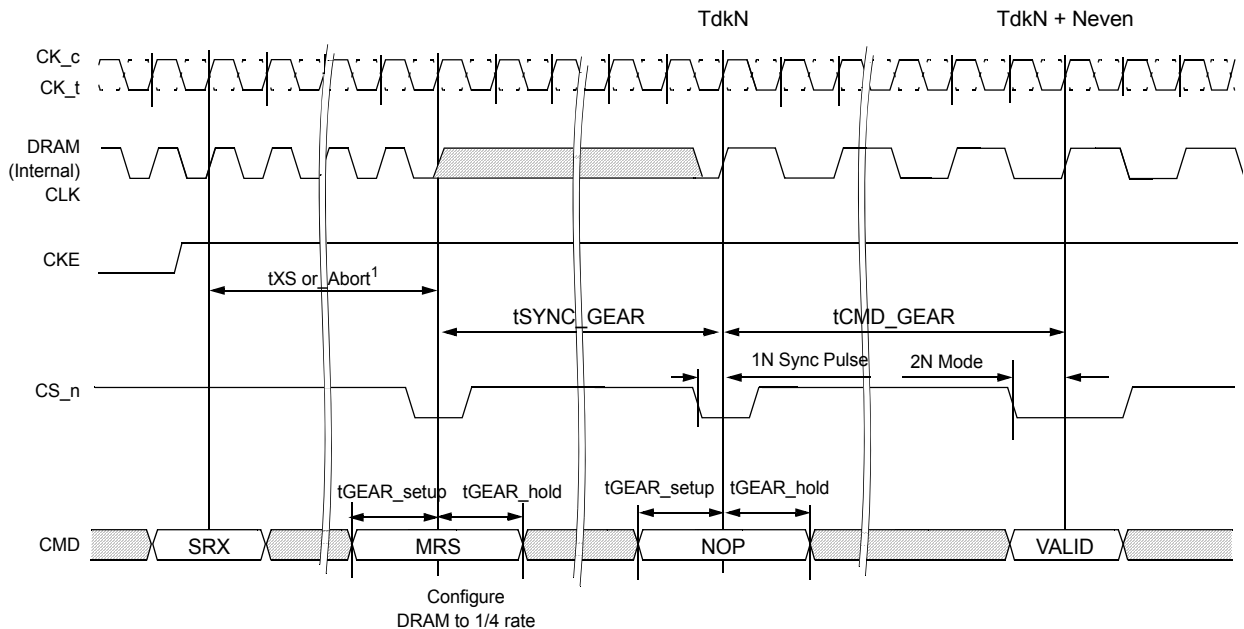 TdkN
TdkN + Neven
CK_c
CK_t
DRAM
(Internal)
CLK
CKE
tXS or_Abort1
tSYNC_GEAR
tCMD_GEAR
1N Sync Pulse
2N Mode
CS_n
tGEAR_setup
tGEAR_hold
tGEAR_setup
tGEAR_hold
CMD
SRX
MRS
NOP
VALID
Configure
DRAM to 1/4 rate